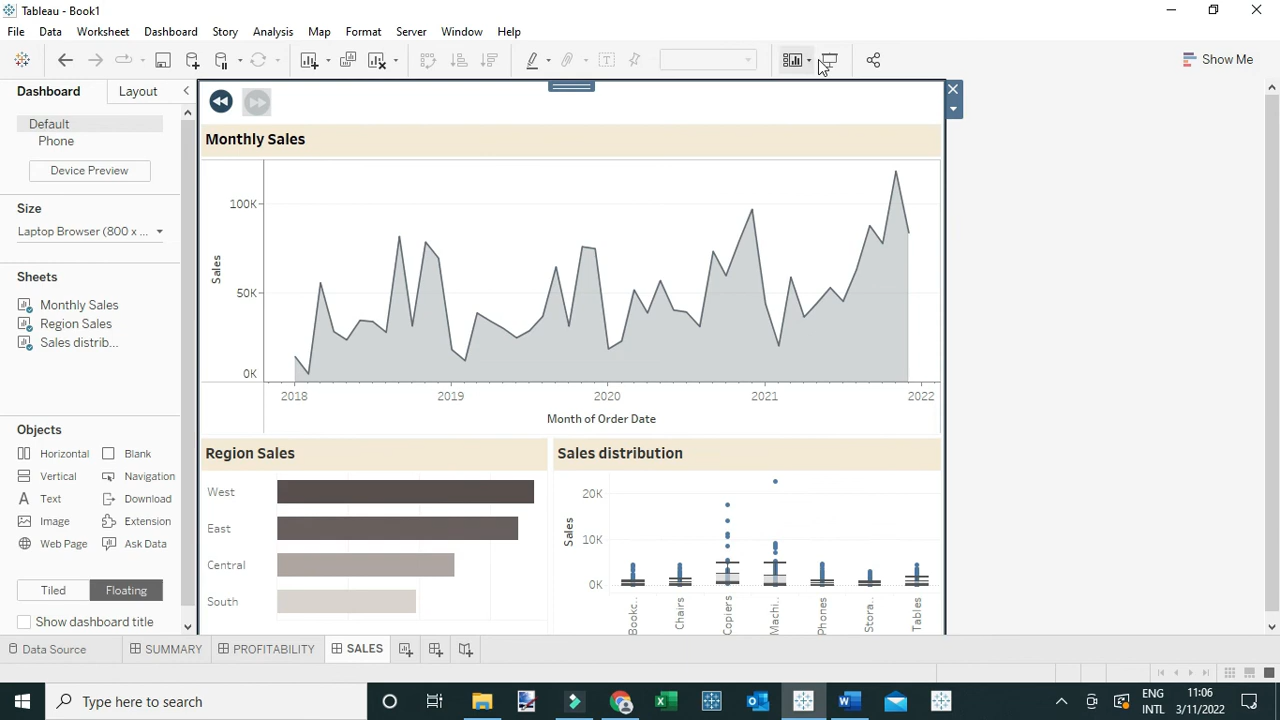 Tableau - Book1
File Data Worksheet Dashboard Story Analysis Map Format Server Window Help
Show Me
Dashboard Layout
Default
Phone
Device Preview
Size
Laptop Browser (800 x ...
Sheets
Monthly Sales
Region Sales
Sales distrib...
Objects
Horizontal Blank
Vertical Navigation
Text Download
Image Extension
Web Page Ask Data
Tiled Floating
Show dashboard title
Monthly Sales
100K
50K
0K
Sales
2018 2019 2020 2021 2022
Month of Order Date
Region Sales
West
East
Central
South
Sales distribution
20K
10K
0K
Sales
Bookc.. Chairs Copiers Machi.. Phones Stora.. Tables
Data Source SUMMARY PROFITABILITY SALES
Type here to search
ENG
INTL
11:06
3/11/2022